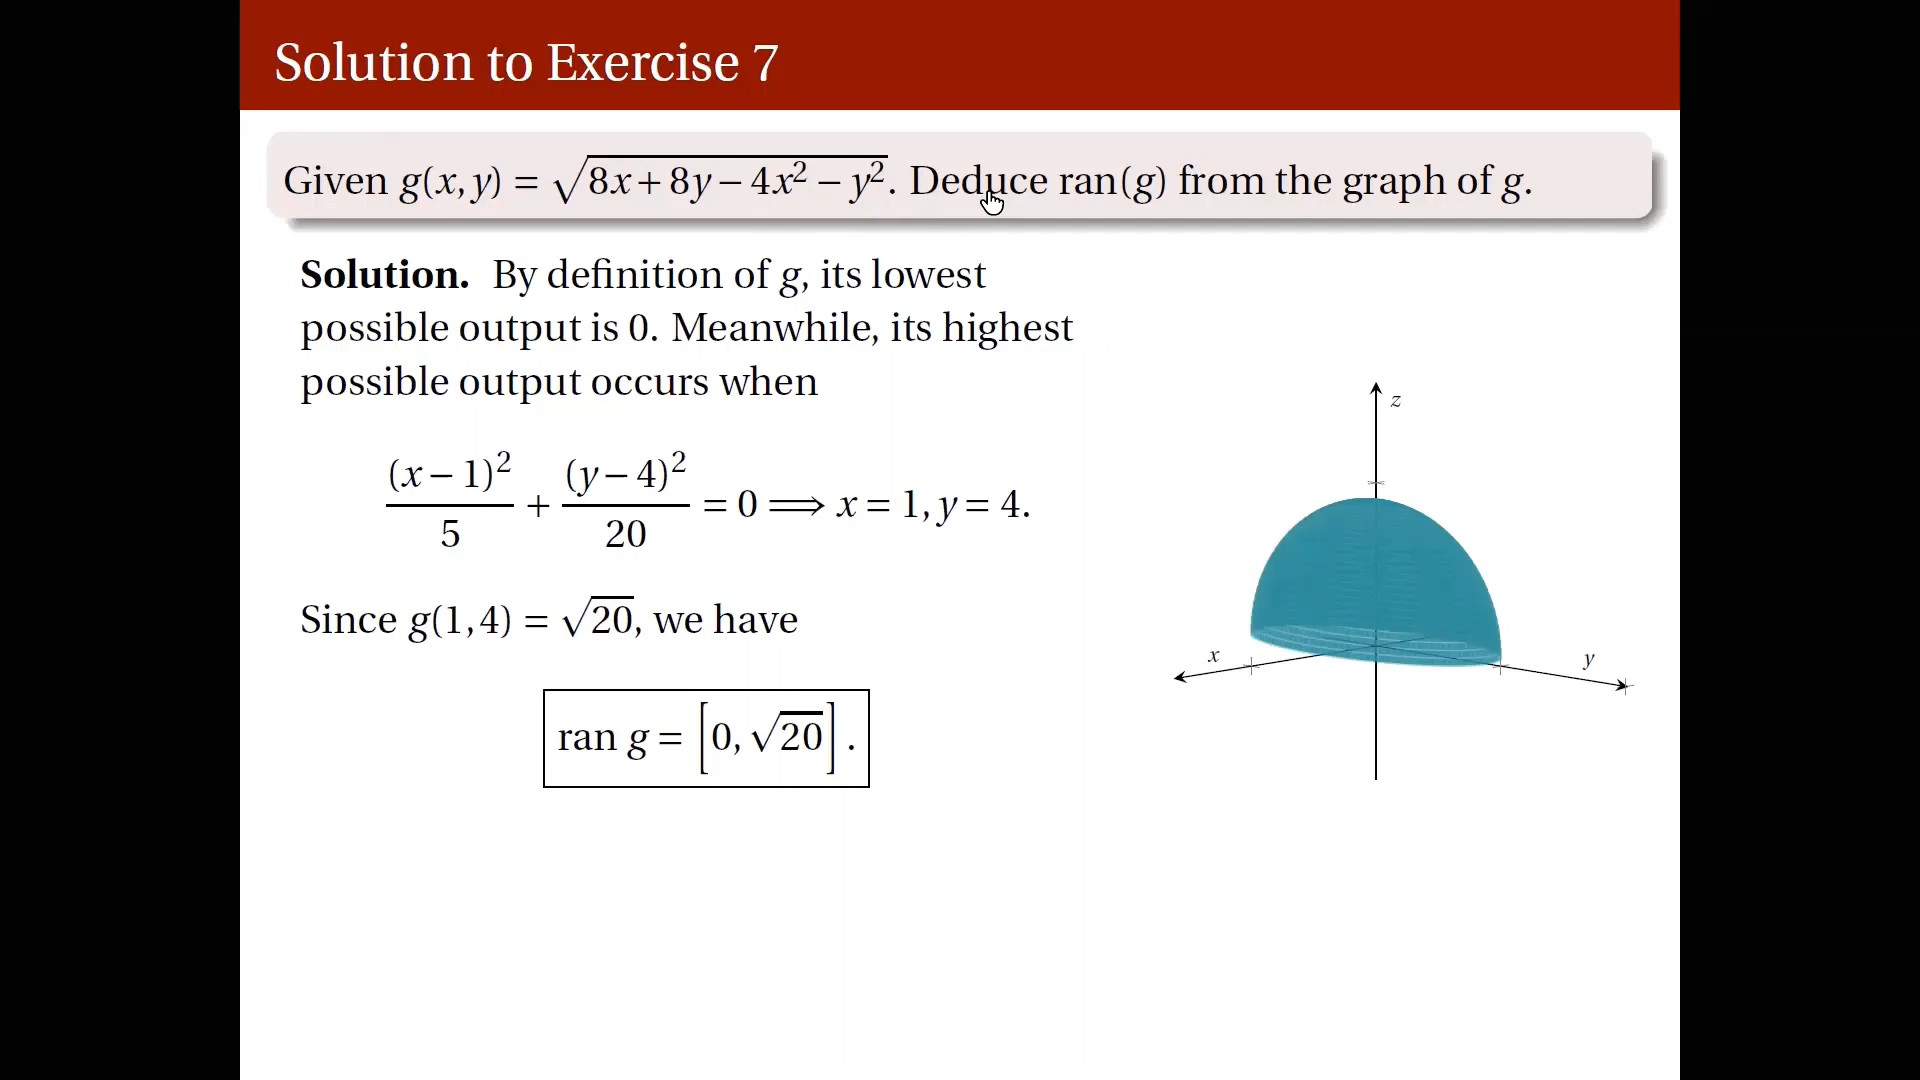 Solution to Exercise 7
Given g(x, y) = √(8x + 8y − 4x² − y²). Deduce ran(g) from the graph of g.
Solution. By definition of g, its lowest
possible output is 0. Meanwhile, its highest
possible output occurs when
(x − 1)²/5 + (y − 4)²/20 = 0 ⟹ x = 1, y = 4.
Since g(1, 4) = √20, we have
ran g = [0, √20].
z
x
y